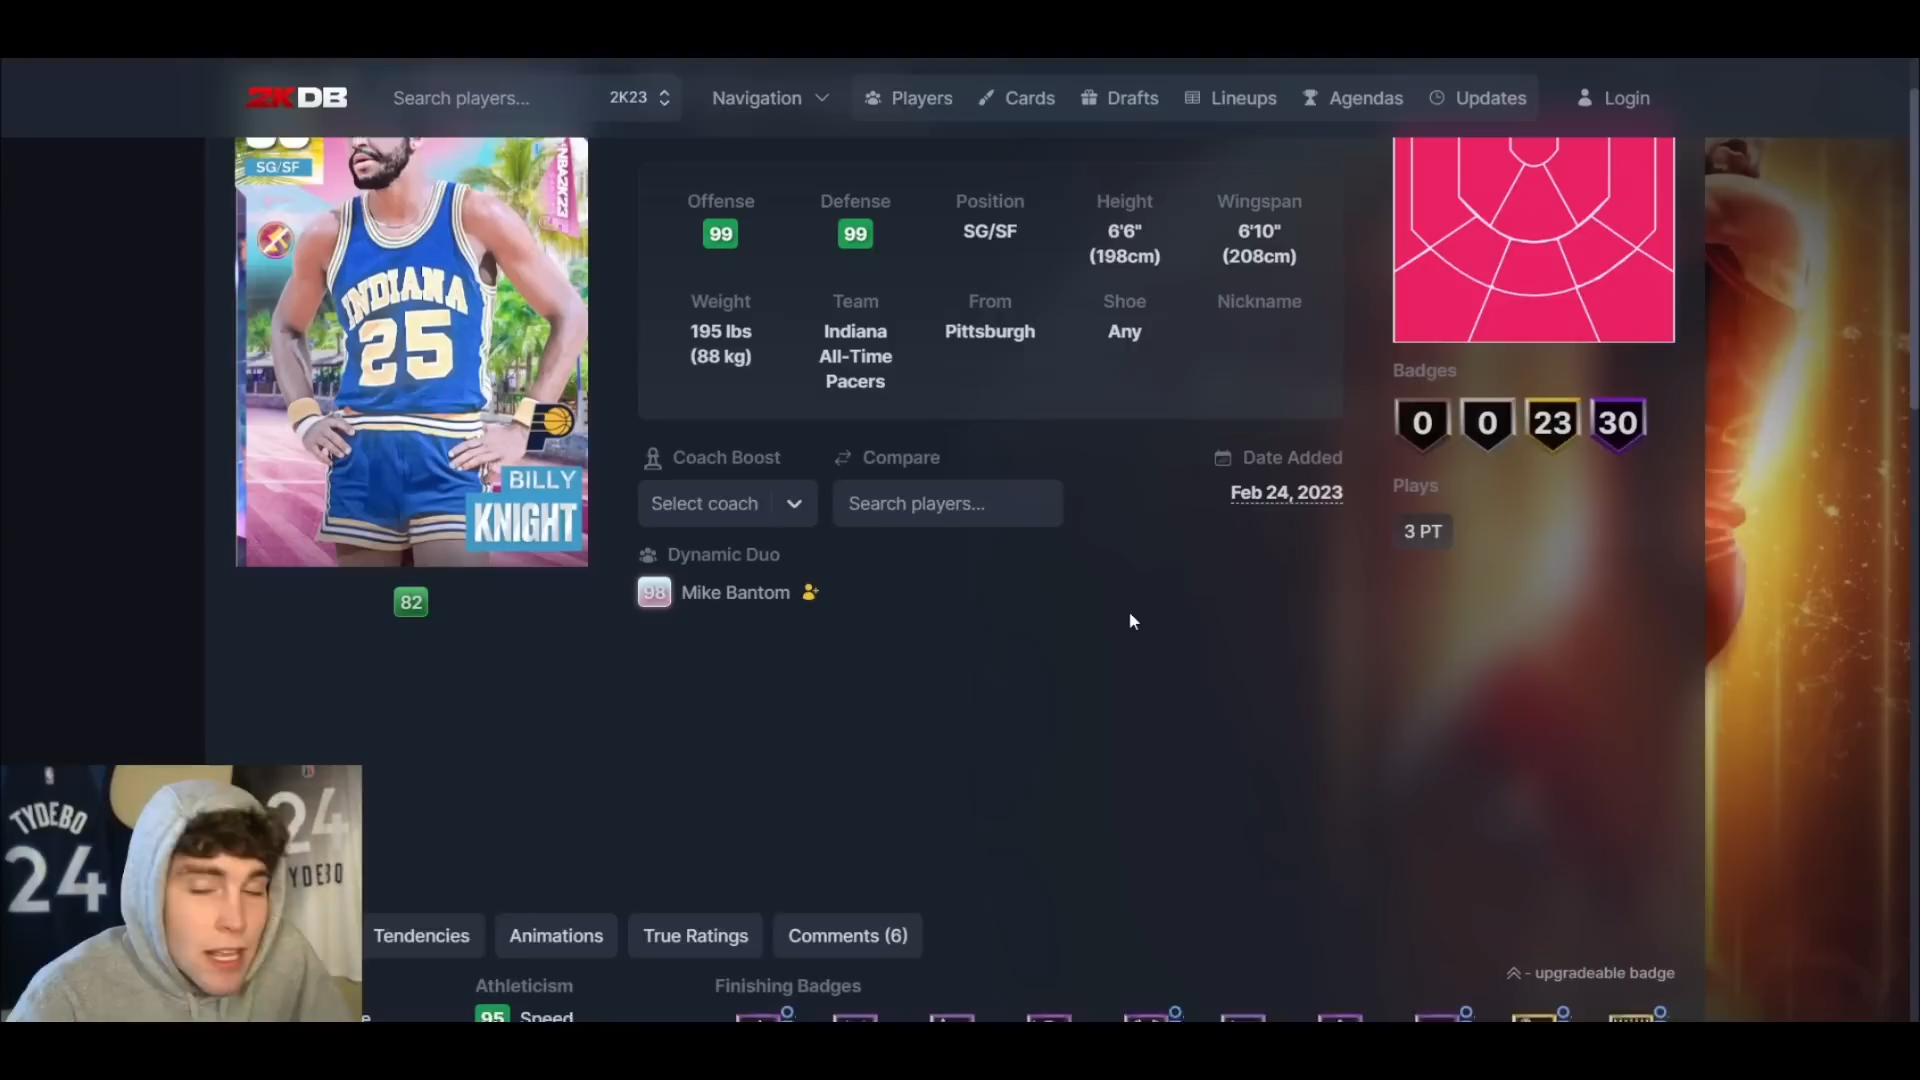 2KDB
Search players...
2K23
Navigation
Players
Cards
Drafts
Lineups
Agendas
Updates
Login
SG/SF
NBA2K23
INDIANA
25
BILLY
KNIGHT
82
Offense
Defense
Position
Height
Wingspan
99
99
SG/SF
6'6"
(198cm)
6'10"
(208cm)
Weight
Team
From
Shoe
Nickname
195 lbs
(88 kg)
Indiana
All-Time
Pacers
Pittsburgh
Any
Coach Boost
Compare
Date Added
Select coach
Search players...
Feb 24, 2023
Dynamic Duo
98 Mike Bantom
Badges
0 0 23 30
Plays
3 PT
TYDEBO
24
24
YDEBO
Tendencies
Animations
True Ratings
Comments (6)
- upgradeable badge
Athleticism
Finishing Badges
95 Speed